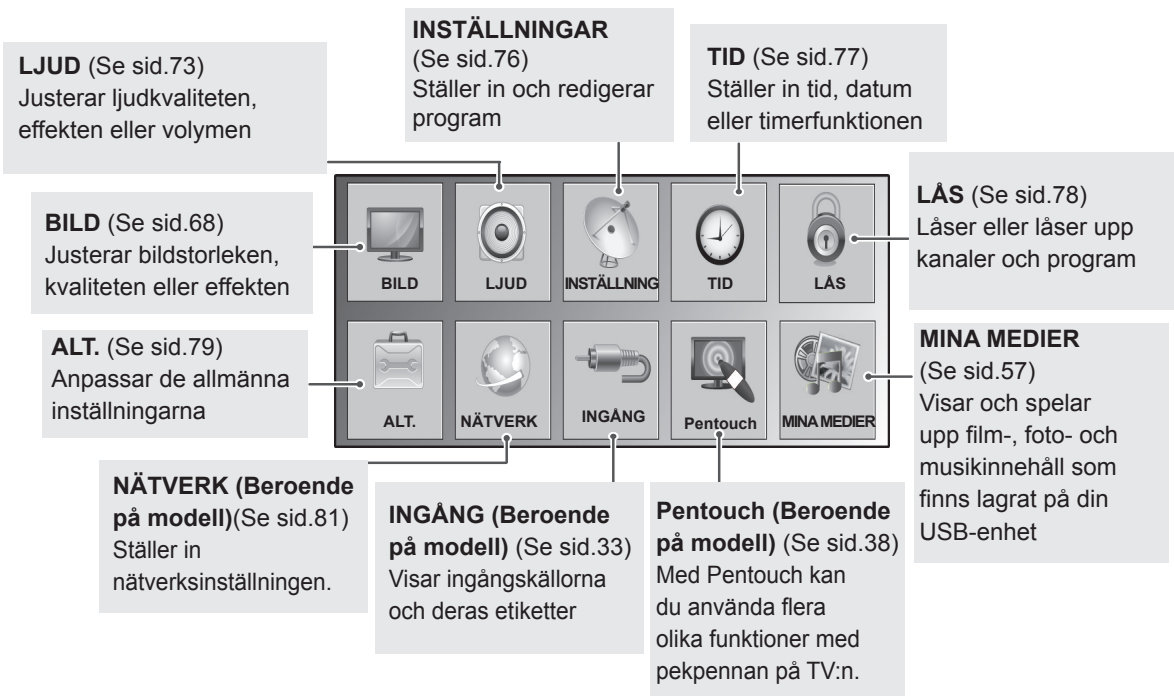 INSTÄLLNINGAR
(Se sid.76)
Ställer in och redigerar
program
TID (Se sid.77)
Ställer in tid, datum
eller timerfunktionen
LJUD (Se sid.73)
Justerar ljudkvaliteten,
effekten eller volymen
LÅS (Se sid.78)
Låser eller låser upp
kanaler och program
BILD (Se sid.68)
Justerar bildstorleken,
kvaliteten eller effekten
BILD
LJUD
INSTÄLLNING
TID
LÅS
ALT. (Se sid.79)
Anpassar de allmänna
inställningarna
MINA MEDIER
(Se sid.57)
Visar och spelar
upp film-, foto- och
musikinnehåll som
finns lagrat på din
USB-enhet
ALT.
NÄTVERK
INGÅNG
Pentouch
MINA MEDIER
NÄTVERK (Beroende
på modell)(Se sid.81)
Ställer in
nätverksinställningen.
INGÅNG (Beroende
på modell) (Se sid.33)
Visar ingångskällorna
och deras etiketter
Pentouch (Beroende
på modell) (Se sid.38)
Med Pentouch kan
du använda flera
olika funktioner med
pekpennan på TV:n.